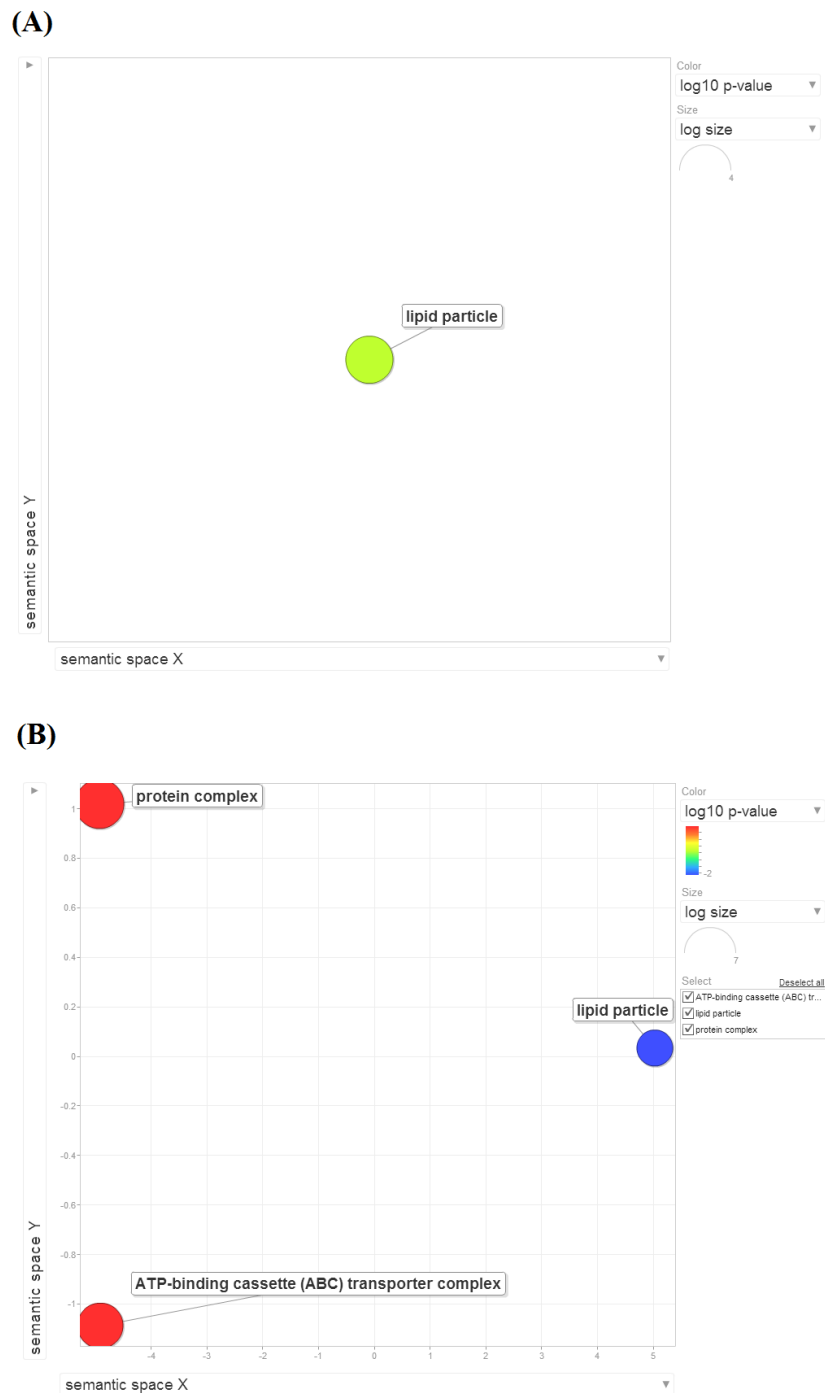 (A)
Color
log10 p-value
Size
log size
4
lipid particle
semantic space Y
semantic space X
(B)
protein complex
lipid particle
ATP-binding cassette (ABC) transporter complex
1
0.8
0.6
0.4
0.2
0
-0.2
-0.4
-0.6
-0.8
-1
-4
-3
-2
-1
0
1
2
3
4
5
semantic space Y
semantic space X
Color
log10 p-value
-2
Size
log size
7
Select
Deselect all
ATP-binding cassette (ABC) tr...
lipid particle
protein complex